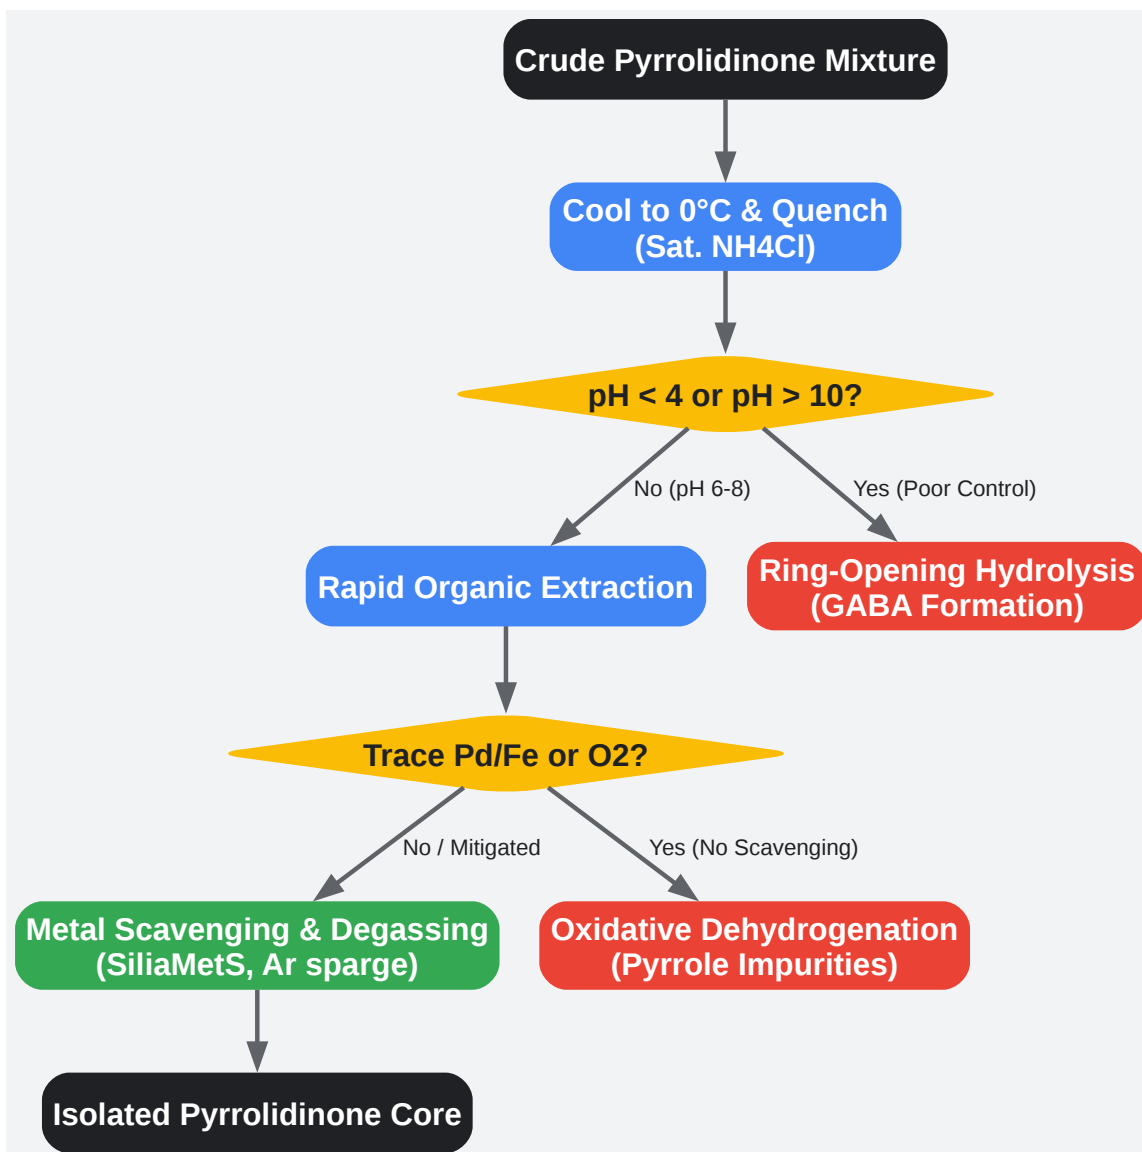 Crude Pyrrolidinone Mixture
Cool to 0°C & Quench
(Sat. NH4Cl)
pH < 4 or pH > 10?
No (pH 6-8)
Yes (Poor Control)
Rapid Organic Extraction
Ring-Opening Hydrolysis
(GABA Formation)
Trace Pd/Fe or O2?
No / Mitigated
Yes (No Scavenging)
Metal Scavenging & Degassing
(SiliaMetS, Ar sparge)
Oxidative Dehydrogenation
(Pyrrole Impurities)
Isolated Pyrrolidinone Core